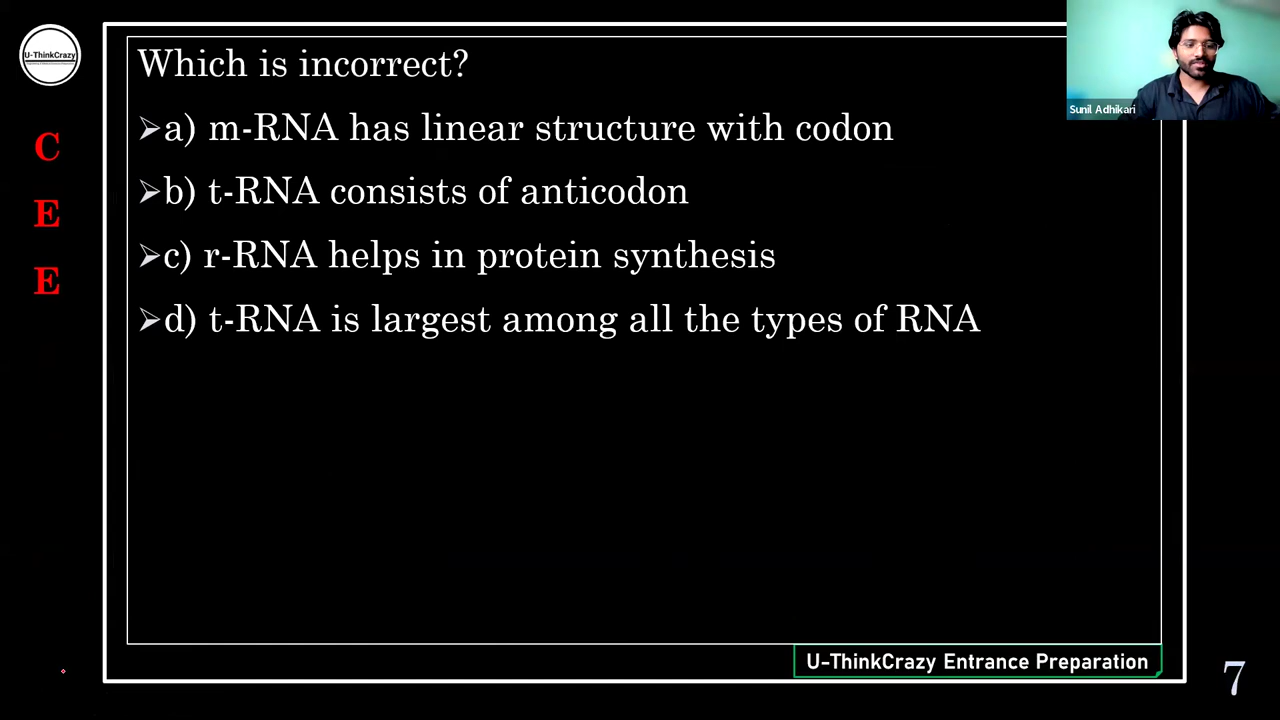 U-ThinkCrazy
C
E
E
Which is incorrect?
➢a) m-RNA has linear structure with codon
➢b) t-RNA consists of anticodon
➢c) r-RNA helps in protein synthesis
➢d) t-RNA is largest among all the types of RNA
Sunil Adhikari
U-ThinkCrazy Entrance Preparation
7